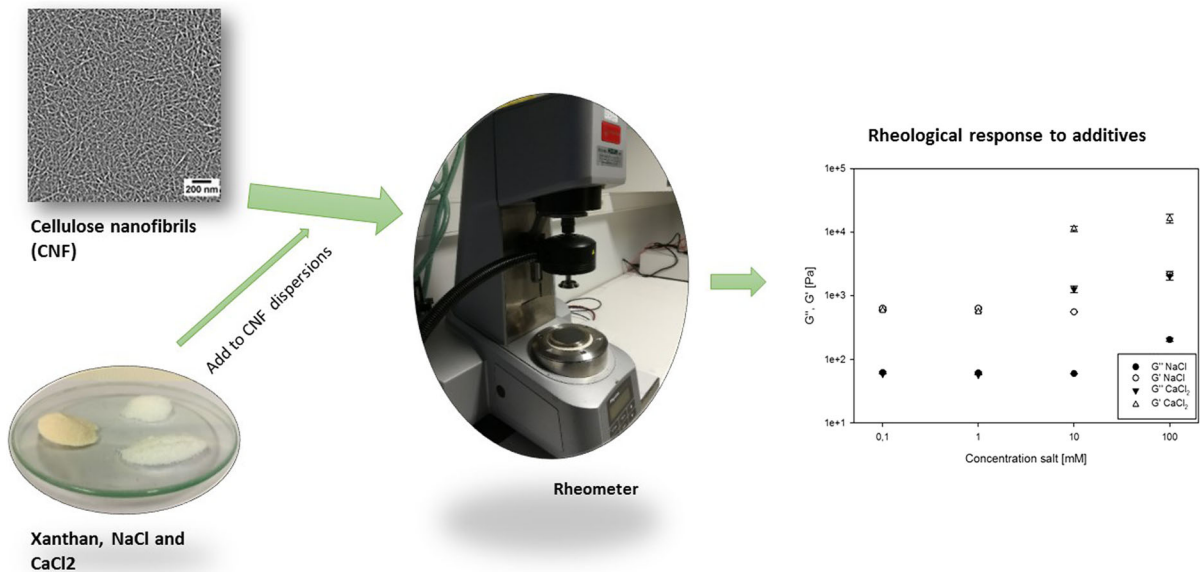 200 nm
Cellulose nanofibrils
(CNF)
Add to CNF dispersions
Xanthan, NaCl and
CaCl2
Rheometer
Rheological response to additives
G'', G' [Pa]
1e+5
1e+4
1e+3
1e+2
1e+1
0,1
1
10
100
Concentration salt [mM]
G'' NaCl
G' NaCl
G'' CaCl₂
G' CaCl₂